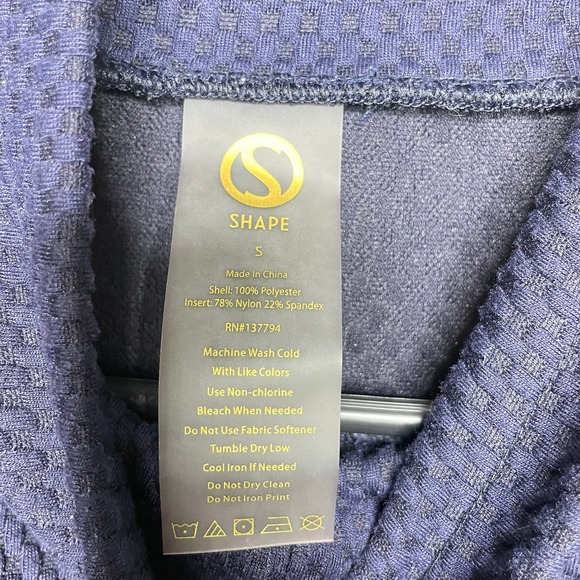 S
SHAPE
S
Made In China
Shell: 100% Polyester
Insert: 78% Nylon 22% Spandex
RN#137794
Machine Wash Cold
With Like Colors
Use Non-chlorine
Bleach When Needed
Do Not Use Fabric Softener
Tumble Dry Low
Cool Iron If Needed
Do Not Dry Clean
Do Not Iron Print